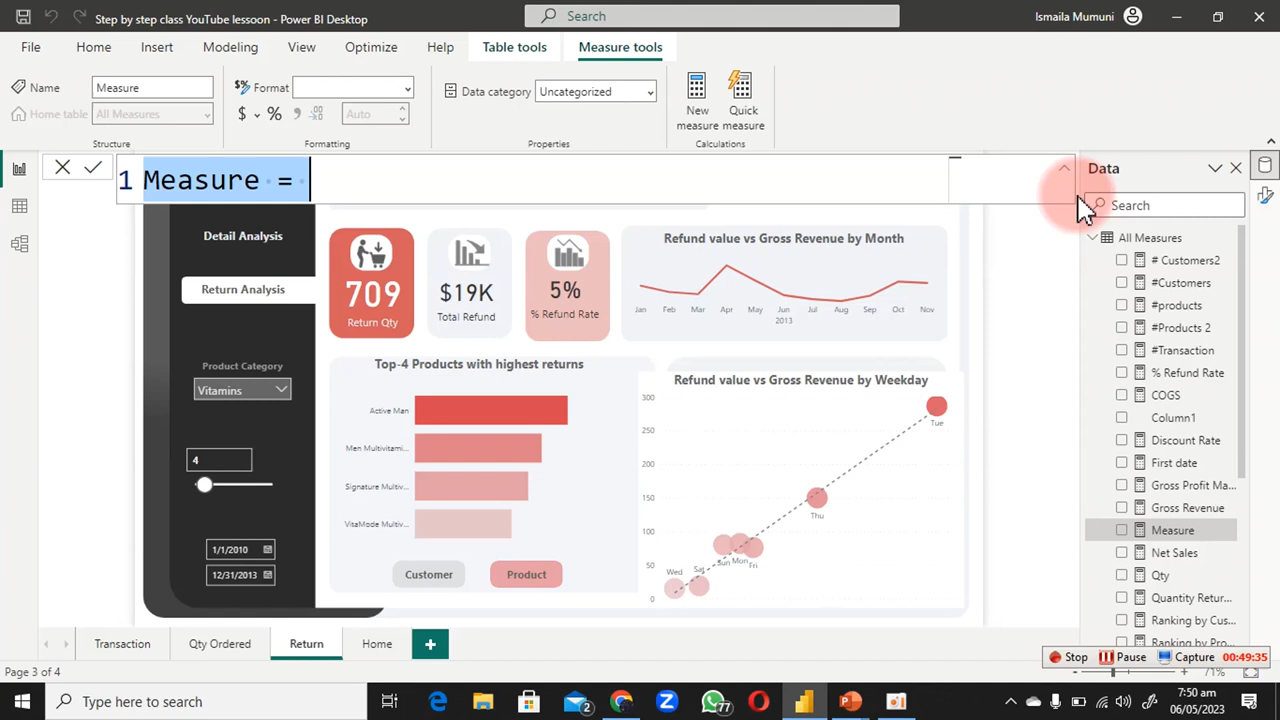 Step by step class YouTube lessoon - Power BI Desktop
Search
Ismaila Mumuni
File Home Insert Modeling View Optimize Help Table tools Measure tools
Name Measure
Home table All Measures
Structure
Format
$ % Auto
Formatting
Data category Uncategorized
Properties
New measure
Quick measure
Calculations
1 Measure =
Data
Search
All Measures
# Customers2
#Customers
#products
#Products 2
#Transaction
% Refund Rate
COGS
Column1
Discount Rate
First date
Gross Profit Ma...
Gross Revenue
Measure
Net Sales
Qty
Quantity Retur...
Ranking by Cus...
Ranking by Pro...
Detail Analysis
Return Analysis
Product Category
Vitamins
4
1/1/2010
12/31/2013
709
Return Qty
$19K
Total Refund
5%
% Refund Rate
Refund value vs Gross Revenue by Month
Jan Feb Mar Apr May Jun Jul Aug Sep Oct Nov
2013
Top-4 Products with highest returns
Active Man
Men Multivitami...
Signature Multiv...
VitaMode Multiv...
Customer Product
Refund value vs Gross Revenue by Weekday
300
250
200
150
100
50
0
Tue
Thu
Sun Mon Fri
Wed Sat
Transaction Qty Ordered Return Home +
Page 3 of 4
Stop Pause Capture 00:49:35
71%
Type here to search
2
77
7:50 am
06/05/2023